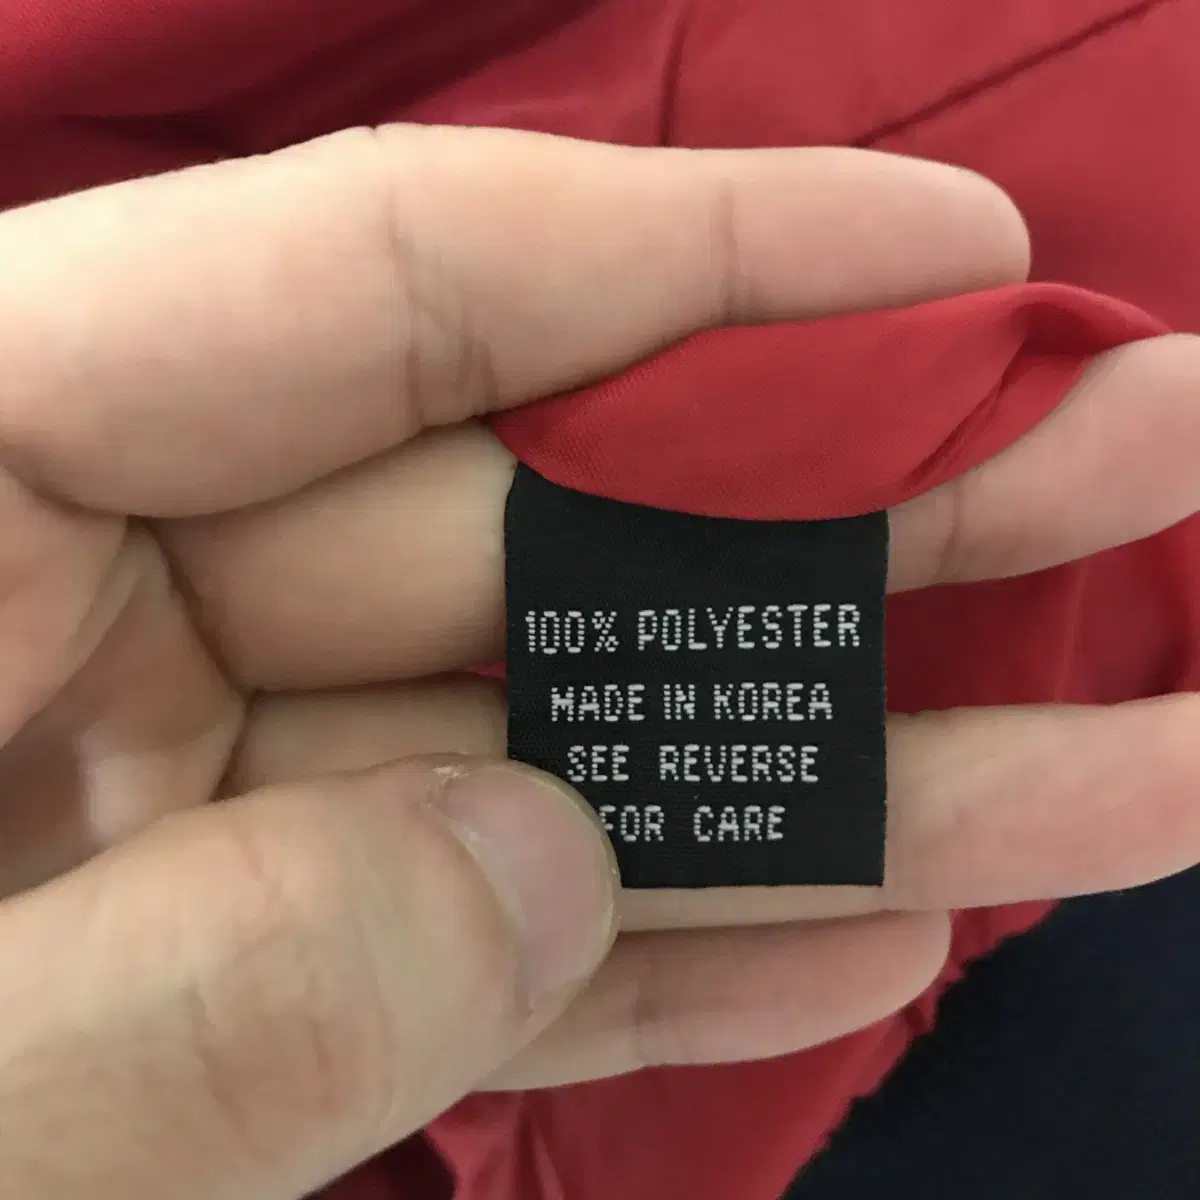 100% POLYESTER
MADE IN KOREA
SEE REVERSE
FOR CARE